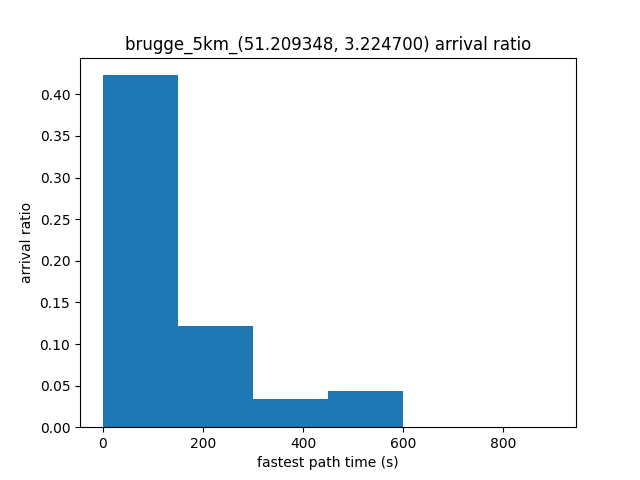 brugge_5km_(51.209348, 3.224700) arrival ratio
0.40
0.35
0.30
0.25
0.20
0.15
0.10
0.05
0.00
arrival ratio
0 200 400 600 800
fastest path time (s)